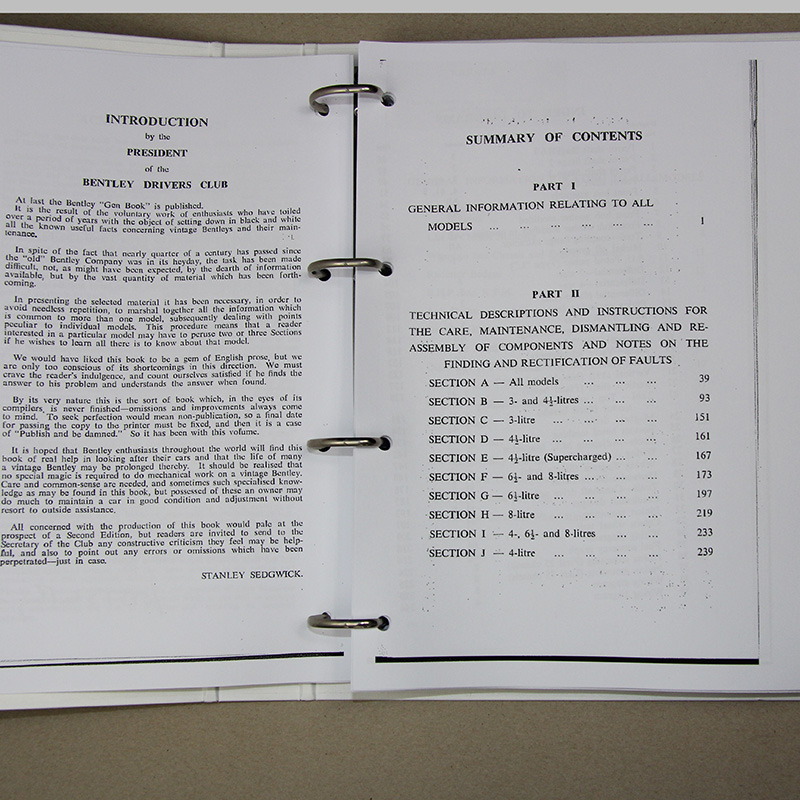 INTRODUCTION
by the
PRESIDENT
of the
BENTLEY DRIVERS CLUB
At last the Bentley "Gen Book" is published.
It is the result of the voluntary work of enthusiasts who have toiled
over a period of years with the object of setting down in black and white
all the known useful facts concerning vintage Bentleys and their main-
tenance.
In spite of the fact that nearly quarter of a century has passed since
the "old" Bentley Company was in its heyday, the task has been made
difficult, not, as might have been expected, by the dearth of information
available, but by the vast quantity of material which has been forth-
coming.
In presenting the selected material it has been necessary, in order to
avoid needless repetition, to marshal together all the information which
is common to more than one model, subsequently dealing with points
peculiar to individual models. This procedure means that a reader
interested in a particular model may have to peruse two or three Sections
if he wishes to learn all there is to know about that model.
We would have liked this book to be a gem of English prose, but we
are only too conscious of its shortcomings in this direction. We must
crave the reader's indulgence, and count ourselves satisfied if he finds the
answer to his problem and understands the answer when found.
By its very nature this is the sort of book which, in the eyes of its
compilers, is never finished—omissions and improvements always come
to mind. To seek perfection would mean non-publication, so a final date
for passing the copy to the printer must be fixed, and then it is a case
of "Publish and be damned." So it has been with this volume.
It is hoped that Bentley enthusiasts throughout the world will find this
book of real help in looking after their cars and that the life of many
a vintage Bentley may be prolonged thereby. It should be realised that
no special magic is required to do mechanical work on a vintage Bentley.
Care and common-sense are needed, and sometimes such specialised know-
ledge as may be found in this book, but possessed of these an owner may
do much to maintain a car in good condition and adjustment without
resort to outside assistance.
All concerned with the production of this book would pale at the
prospect of a Second Edition, but readers are invited to send to the
Secretary of the Club any constructive criticism they feel may be help-
ful, and also to point out any errors or omissions which have been
perpetrated—just in case.
STANLEY SEDGWICK.
SUMMARY OF CONTENTS
PART I
GENERAL INFORMATION RELATING TO ALL
MODELS ... ... ... ... ... ... 1
PART II
TECHNICAL DESCRIPTIONS AND INSTRUCTIONS FOR
THE CARE, MAINTENANCE, DISMANTLING AND RE-
ASSEMBLY OF COMPONENTS AND NOTES ON THE
FINDING AND RECTIFICATION OF FAULTS
SECTION A — All models ... ... ... 39
SECTION B — 3- and 4½-litre ... ... ... 93
SECTION C — 3-litre ... ... ... 151
SECTION D — 4½-litre ... ... ... 161
SECTION E — 4½-litre (Supercharged) ... ... 167
SECTION F — 6½- and 8-litres ... ... ... 173
SECTION G — 6½-litre ... ... ... ... 197
SECTION H — 8-litre ... ... ... ... 219
SECTION I — 4-, 6½- and 8-litres ... ... 233
SECTION J — 4-litre ... ... ... ... 239